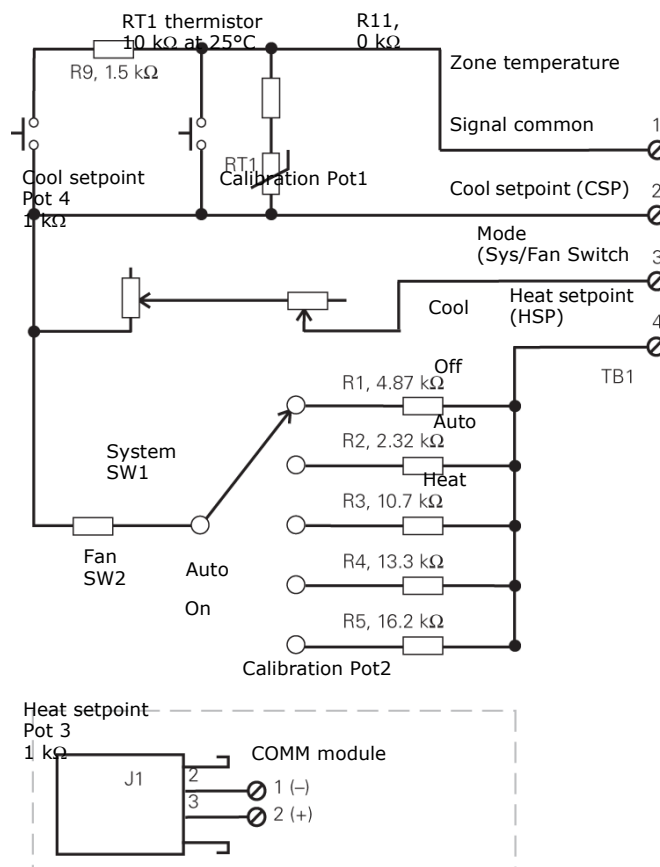 RT1 thermistor
10 kΩ at 25°C
R11,
0 kΩ
R9, 1.5 kΩ
Zone temperature
Signal common
1
RT1
Calibration Pot1
Cool setpoint
Pot 4
1 kΩ
Cool setpoint (CSP)
2
Mode
(Sys/Fan Switch
3
Heat setpoint
(HSP)
Cool
4
TB1
Off
R1, 4.87 kΩ
Auto
R2, 2.32 kΩ
System
SW1
Heat
R3, 10.7 kΩ
Fan
SW2
Auto
R4, 13.3 kΩ
On
R5, 16.2 kΩ
Calibration Pot2
Heat setpoint
Pot 3
1 kΩ
COMM module
J1
2
1 (–)
3
2 (+)